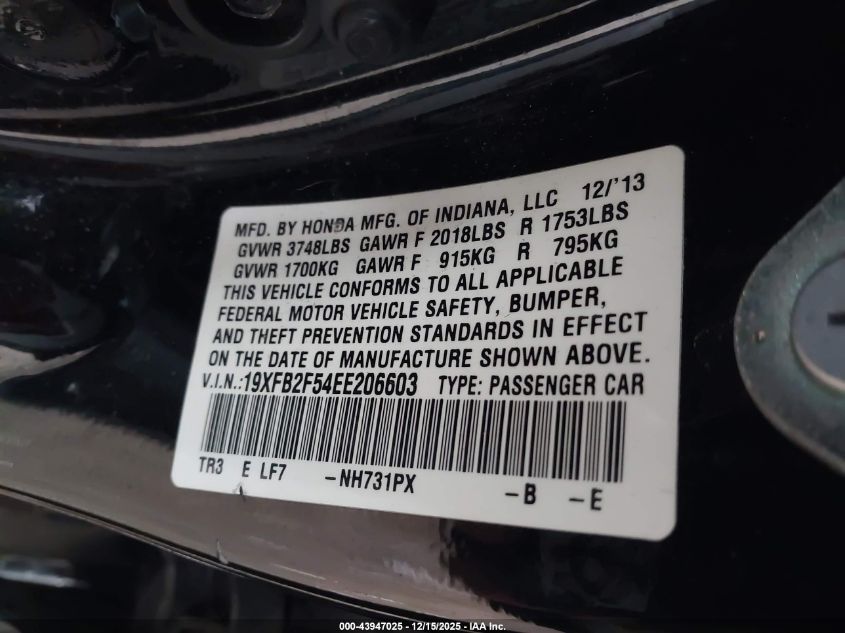 MFD. BY HONDA MFG. OF INDIANA, LLC 12/'13
GVWR 3748LBS GAWR F 2018LBS R 1753LBS
GVWR 1700KG GAWR F 915KG R 795KG
THIS VEHICLE CONFORMS TO ALL APPLICABLE
FEDERAL MOTOR VEHICLE SAFETY, BUMPER,
AND THEFT PREVENTION STANDARDS IN EFFECT
ON THE DATE OF MANUFACTURE SHOWN ABOVE.
V.I.N.:19XFB2F54EE206603 TYPE: PASSENGER CAR
TR3 E LF7 -NH731PX -B -E
000-43947025 - 12/15/2025 - IAA Inc.